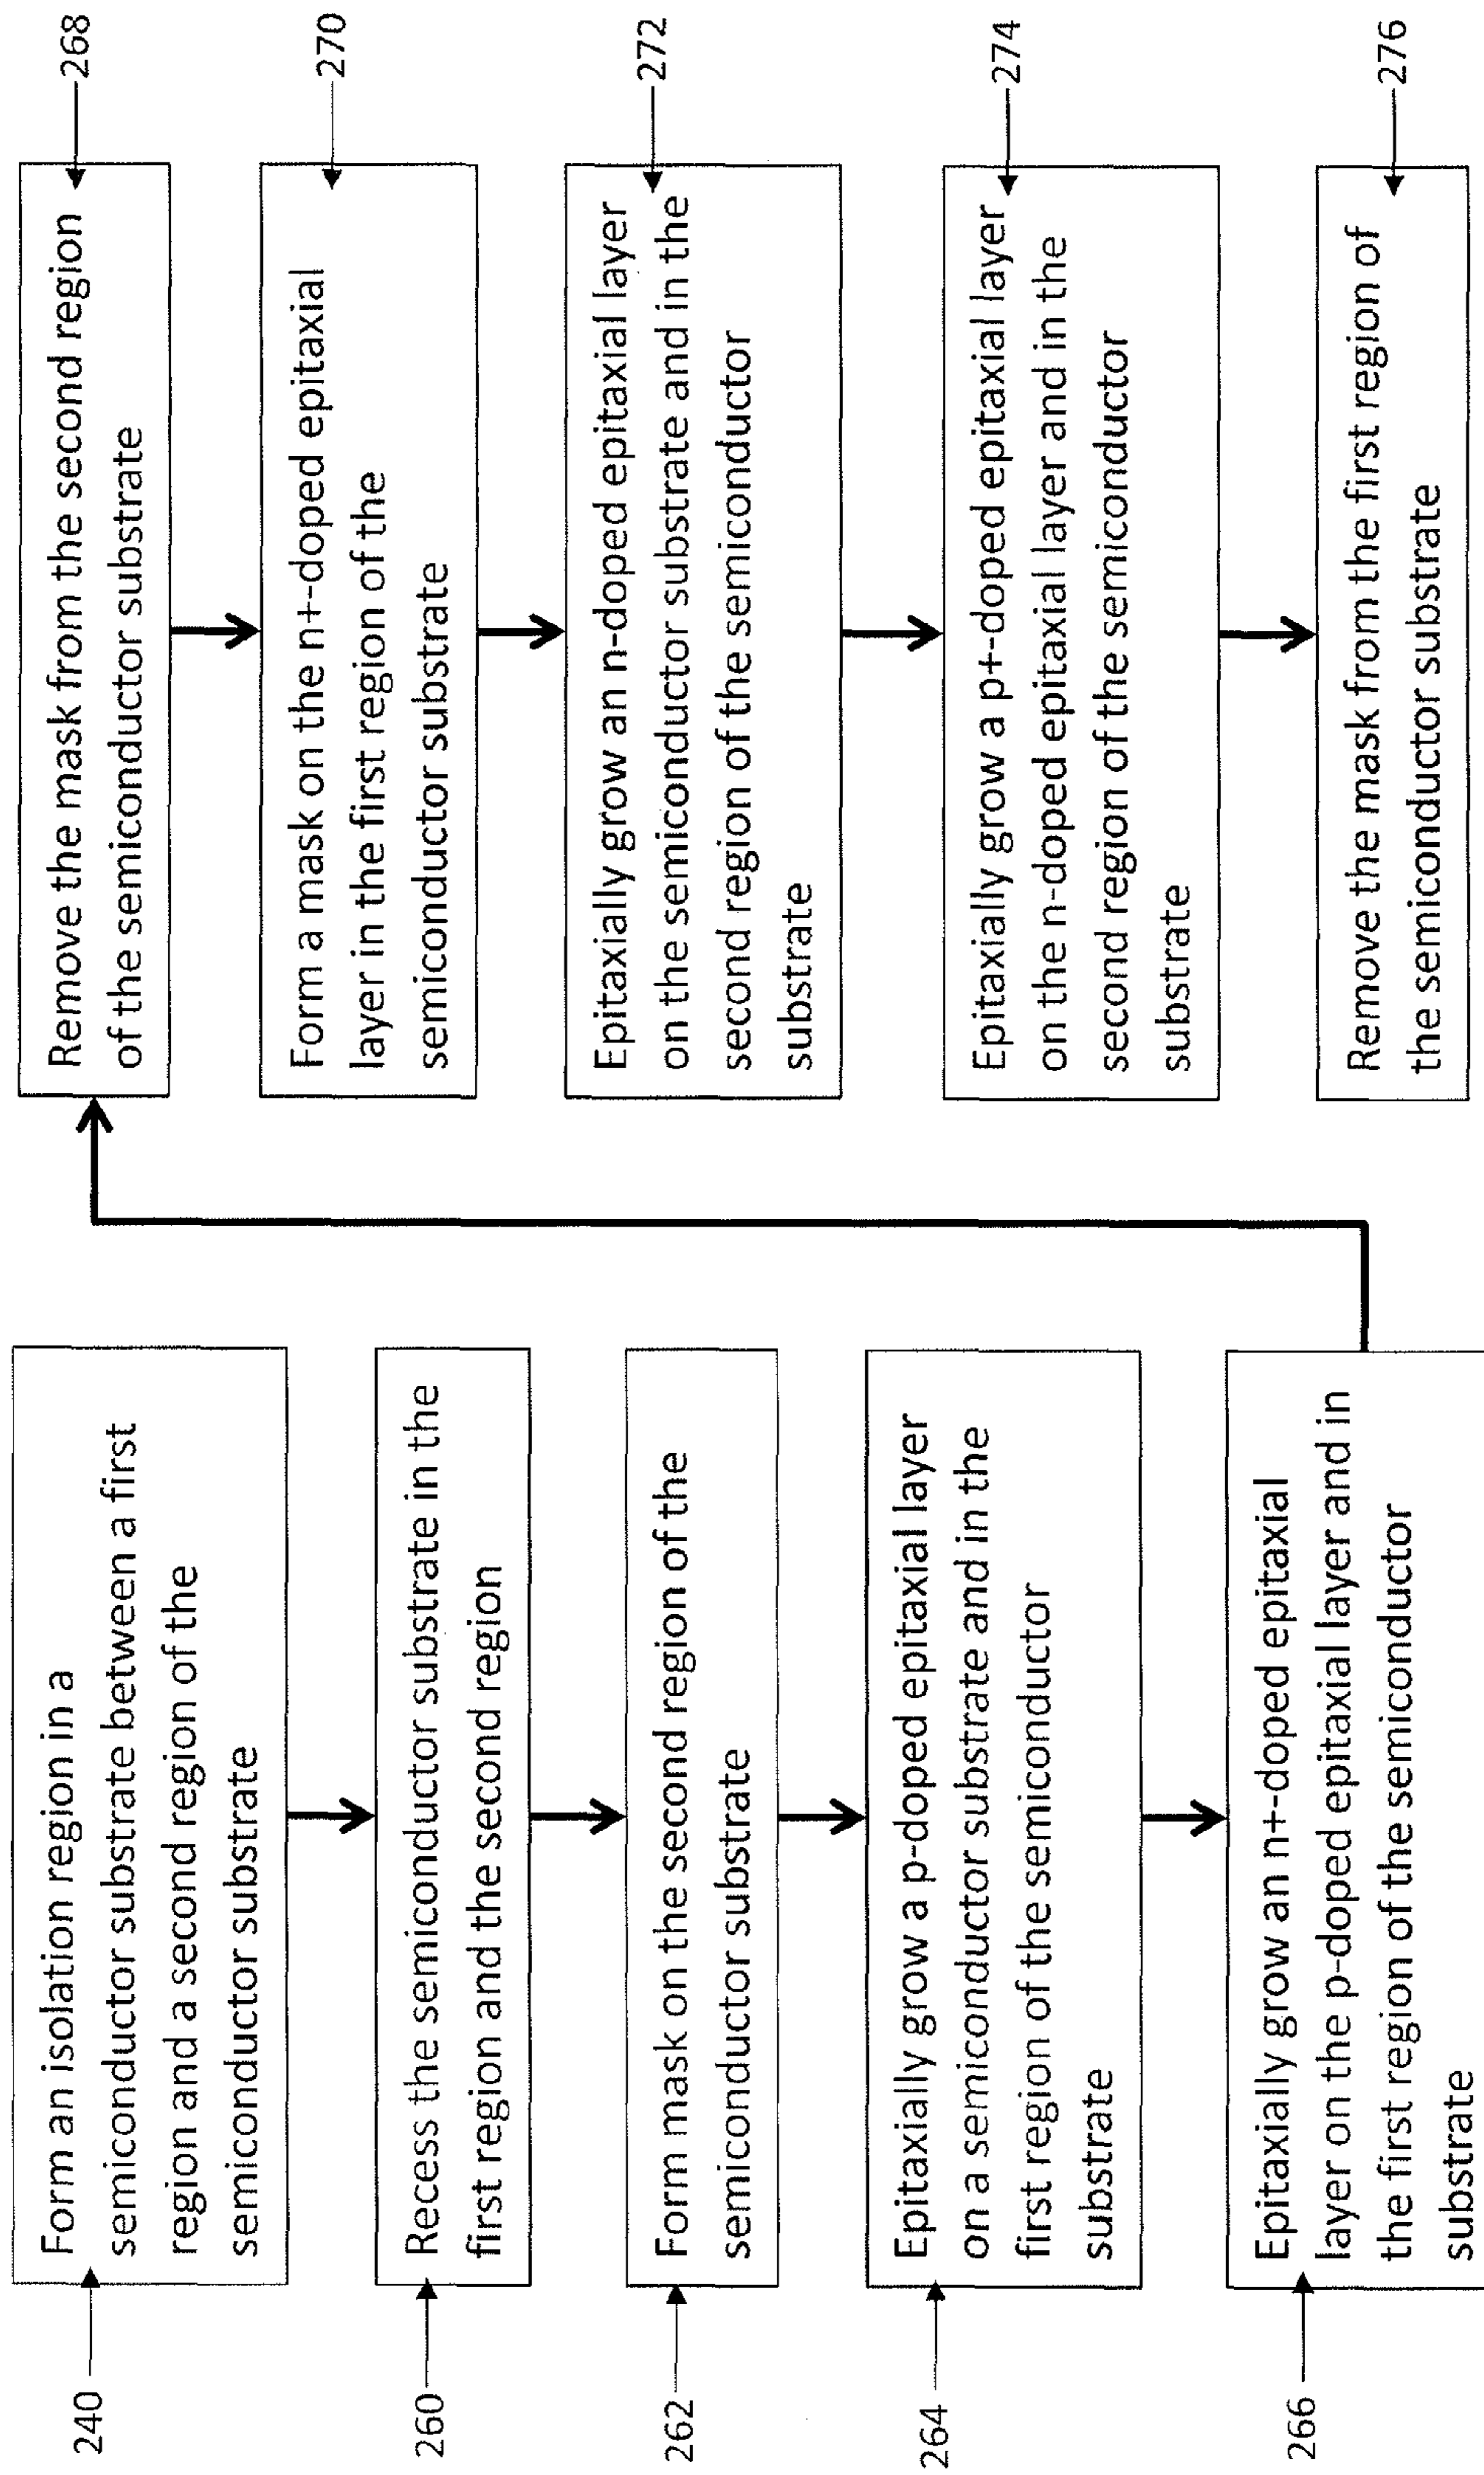 240
Form an isolation region in a
semiconductor substrate between a first
region and a second region of the
semiconductor substrate
260
Recess the semiconductor substrate in the
first region and the second region
262
Form mask on the second region of the
semiconductor substrate
264
Epitaxially grow a p-doped epitaxial layer
on a semiconductor substrate and in the
first region of the semiconductor
substrate
266
Epitaxially grow an n+-doped epitaxial
layer on the p-doped epitaxial layer and in
the first region of the semiconductor
substrate
268
Remove the mask from the second region
of the semiconductor substrate
270
Form a mask on the n+-doped epitaxial
layer in the first region of the
semiconductor substrate
272
Epitaxially grow an n-doped epitaxial layer
on the semiconductor substrate and in the
second region of the semiconductor
substrate
274
Epitaxially grow a p+-doped epitaxial layer
on the n-doped epitaxial layer and in the
second region of the semiconductor
substrate
276
Remove the mask from the first region of
the semiconductor substrate